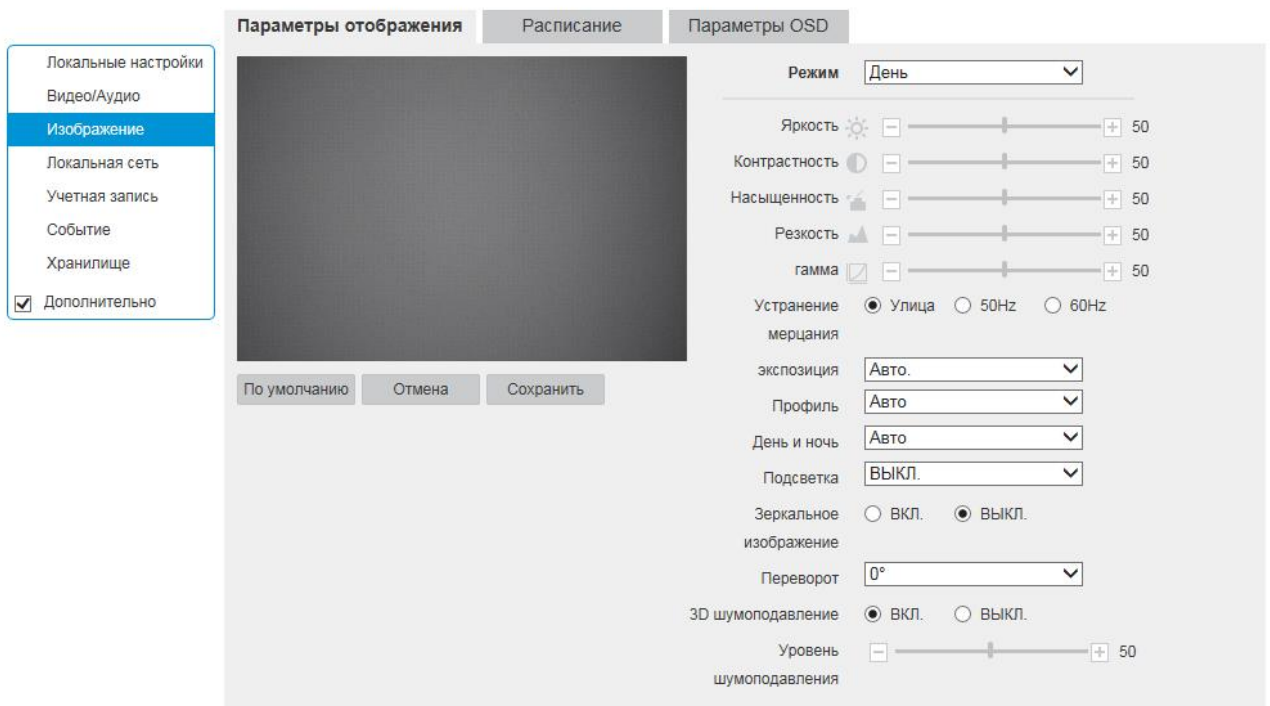 Параметры отображения
Расписание
Параметры OSD
Локальные настройки
Видео/Аудио
Изображение
Локальная сеть
Учетная запись
Событие
Хранилище
Дополнительно
По умолчанию
Отмена
Сохранить
Режим День
Яркость 50
Контрастность 50
Насыщенность 50
Резкость 50
гамма 50
Устранение Улица 50Hz 60Hz
мерцания
экспозиция Авто.
Профиль Авто
День и ночь Авто
Подсветка ВЫКЛ.
Зеркальное ВКЛ. ВЫКЛ.
изображение
Переворот 0°
3D шумоподавление ВКЛ. ВЫКЛ.
Уровень 50
шумоподавления